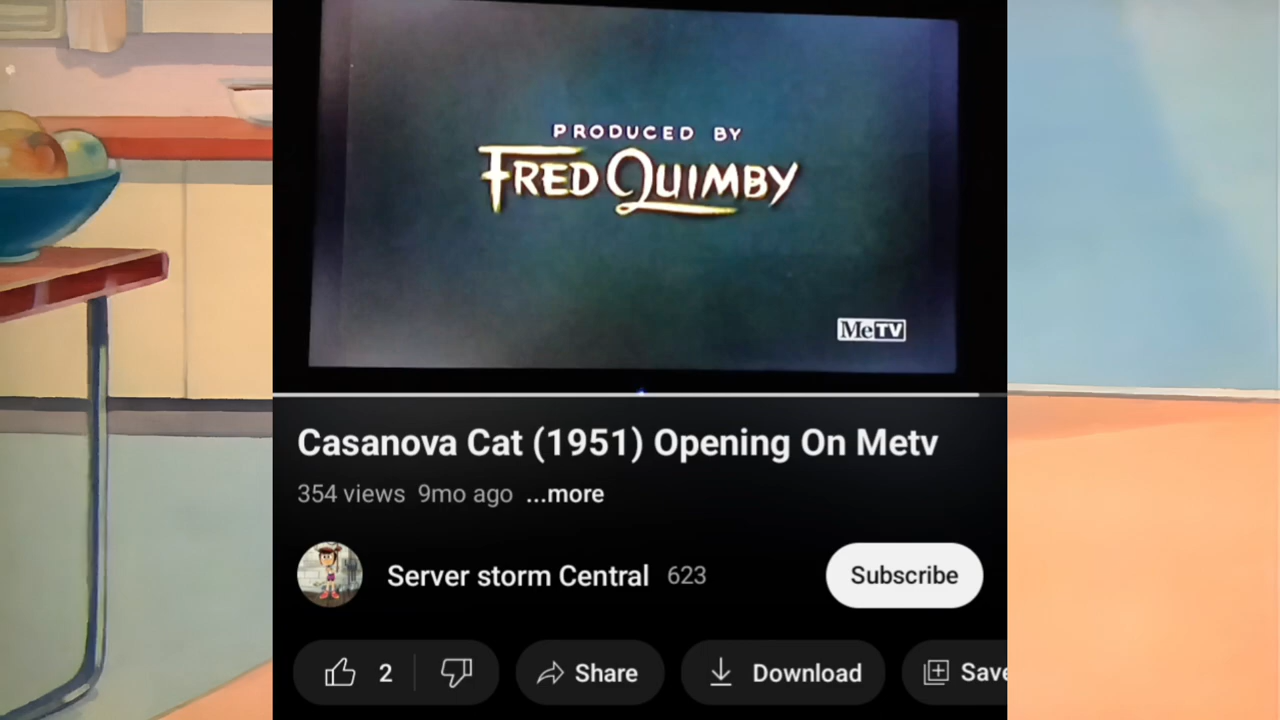 PRODUCED BY
FRED QUIMBY
MeTV
Casanova Cat (1951) Opening On Metv
354 views 9mo ago ...more
Server storm Central 623
Subscribe
2 Share Download Save